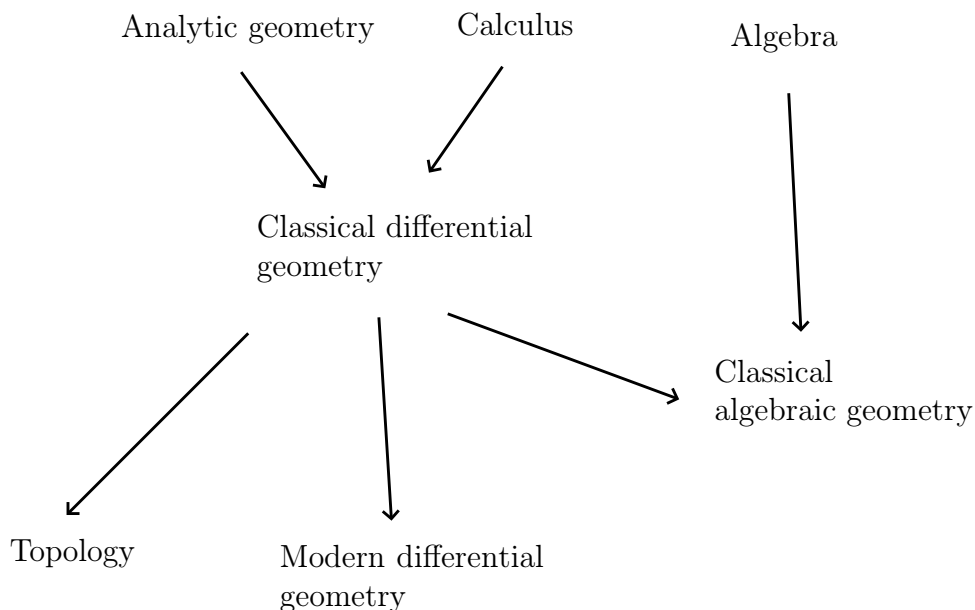 Analytic geometry
Calculus
Algebra
Classical differential
geometry
Classical
algebraic geometry
Topology
Modern differential
geometry